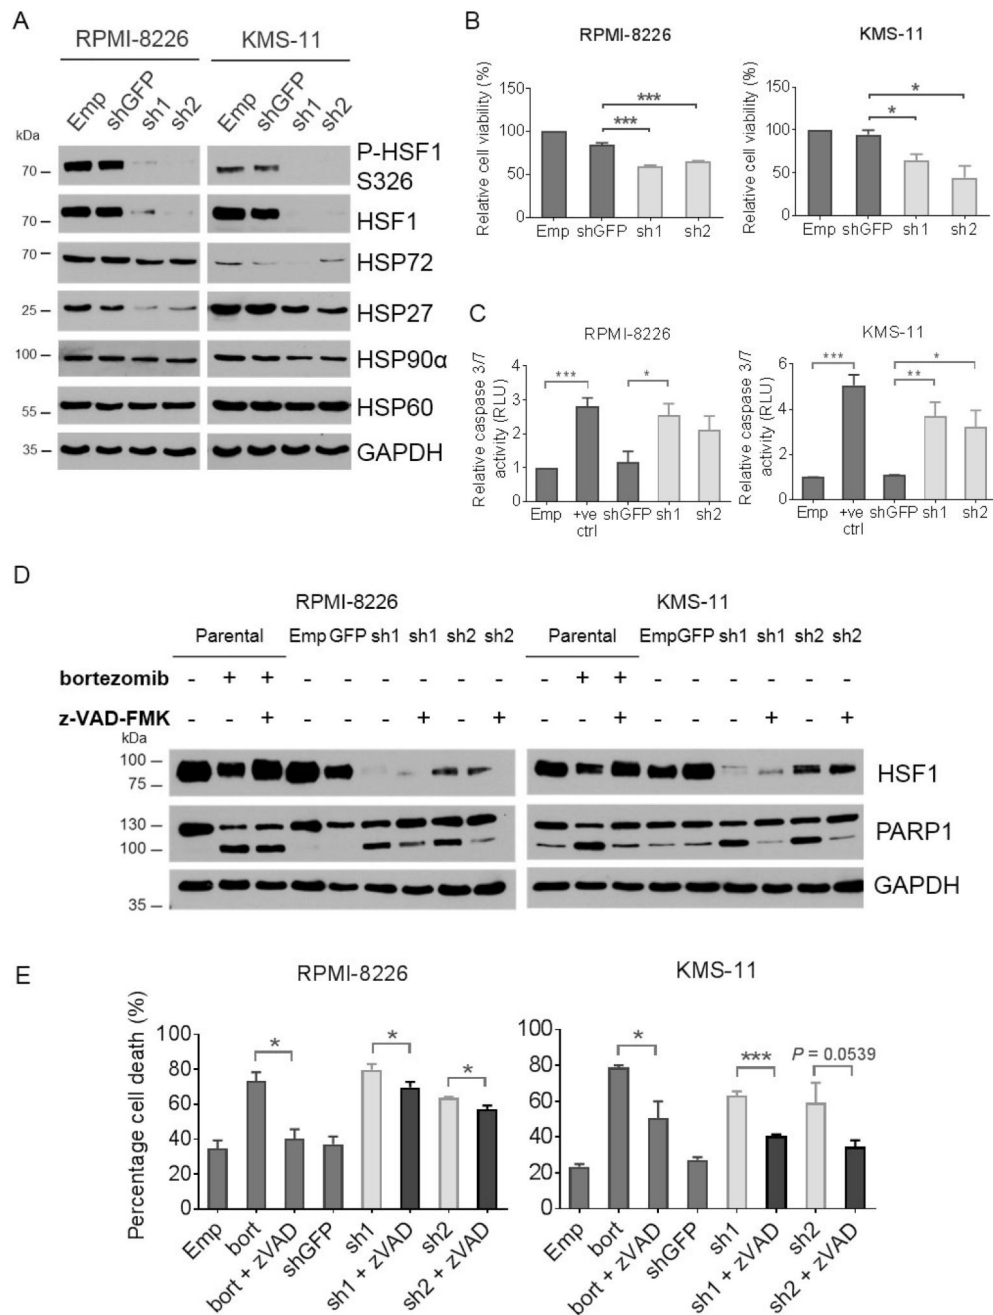 A
RPMI-8226 KMS-11
Emp shGFP sh1 sh2 Emp shGFP sh1 sh2
kDa
70 P-HSF1
S326
70 HSF1
70 HSP72
25 HSP27
100 HSP90α
55 HSP60
35 GAPDH
B
RPMI-8226
Relative cell viability (%)
150
100
50
0
*** 
***
Emp shGFP sh1 sh2
KMS-11
Relative cell viability (%)
150
100
50
0
*
*
Emp shGFP sh1 sh2
C
RPMI-8226
Relative caspase 3/7
activity (RLU)
4
3
2
1
0
*** *
Emp +ve shGFP sh1 sh2
ctrl
KMS-11
Relative caspase 3/7
activity (RLU)
6
4
2
0
*** *
**
Emp +ve shGFP sh1 sh2
ctrl
D
RPMI-8226 KMS-11
Parental Emp GFP sh1 sh1 sh2 sh2 Parental Emp GFP sh1 sh1 sh2 sh2
bortezomib - + + - - - - - - - + + - - - - - -
z-VAD-FMK - - + - - - + - + - - + - - - + - +
kDa
100 HSF1
75
130 PARP1
100
GAPDH
35
E
RPMI-8226
Percentage cell death (%)
100
80
60
40
20
0
* * *
Emp bort bort + zVAD shGFP sh1 sh1 + zVAD sh2 sh2 + zVAD
KMS-11
100
80
60
40
20
0
* *** P = 0.0539
Emp bort bort + zVAD shGFP sh1 sh1 + zVAD sh2 sh2 + zVAD